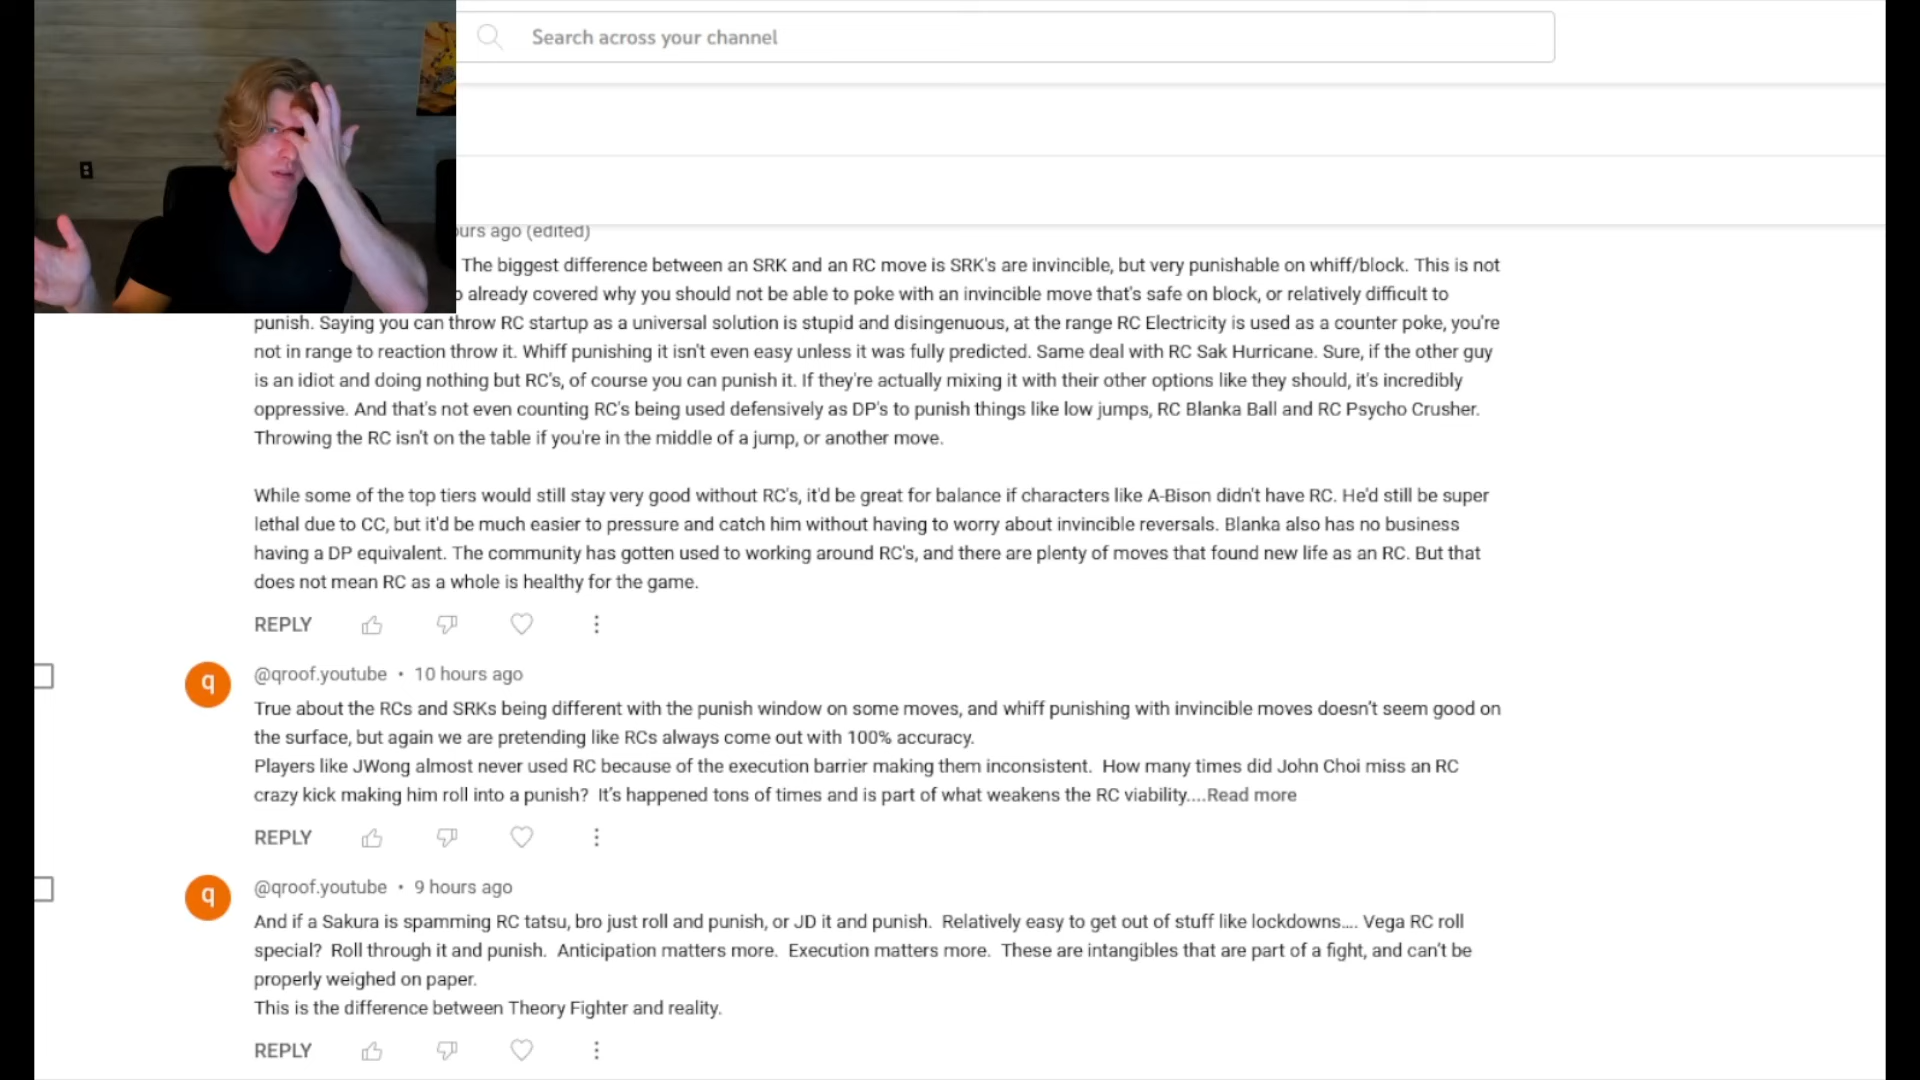 Search across your channel
ours ago (edited)
The biggest difference between an SRK and an RC move is SRK's are invincible, but very punishable on whiff/block. This is not
already covered why you should not be able to poke with an invincible move that's safe on block, or relatively difficult to
punish. Saying you can throw RC startup as a universal solution is stupid and disingenuous, at the range RC Electricity is used as a counter poke, you're
not in range to reaction throw it. Whiff punishing it isn't even easy unless it was fully predicted. Same deal with RC Sak Hurricane. Sure, if the other guy
is an idiot and doing nothing but RC's, of course you can punish it. If they're actually mixing it with their other options like they should, it's incredibly
oppressive. And that's not even counting RC's being used defensively as DP's to punish things like low jumps, RC Blanka Ball and RC Psycho Crusher.
Throwing the RC isn't on the table if you're in the middle of a jump, or another move.
While some of the top tiers would still stay very good without RC's, it'd be great for balance if characters like A-Bison didn't have RC. He'd still be super
lethal due to CC, but it'd be much easier to pressure and catch him without having to worry about invincible reversals. Blanka also has no business
having a DP equivalent. The community has gotten used to working around RC's, and there are plenty of moves that found new life as an RC. But that
does not mean RC as a whole is healthy for the game.
REPLY
q
@qroof.youtube • 10 hours ago
True about the RCs and SRKs being different with the punish window on some moves, and whiff punishing with invincible moves doesn't seem good on
the surface, but again we are pretending like RCs always come out with 100% accuracy.
Players like JWong almost never used RC because of the execution barrier making them inconsistent.  How many times did John Choi miss an RC
crazy kick making him roll into a punish?  It's happened tons of times and is part of what weakens the RC viability....Read more
REPLY
q
@qroof.youtube • 9 hours ago
And if a Sakura is spamming RC tatsu, bro just roll and punish, or JD it and punish.  Relatively easy to get out of stuff like lockdowns.... Vega RC roll
special?  Roll through it and punish.  Anticipation matters more.  Execution matters more.  These are intangibles that are part of a fight, and can't be
properly weighed on paper.
This is the difference between Theory Fighter and reality.
REPLY